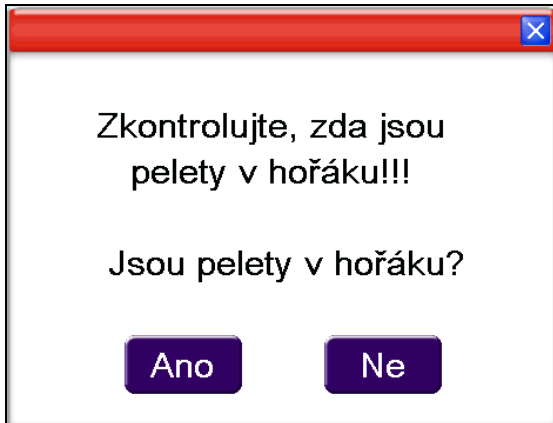 Zkontrolujte, zda jsou
pelety v hořáku!!!
Jsou pelety v hořáku?
Ano Ne